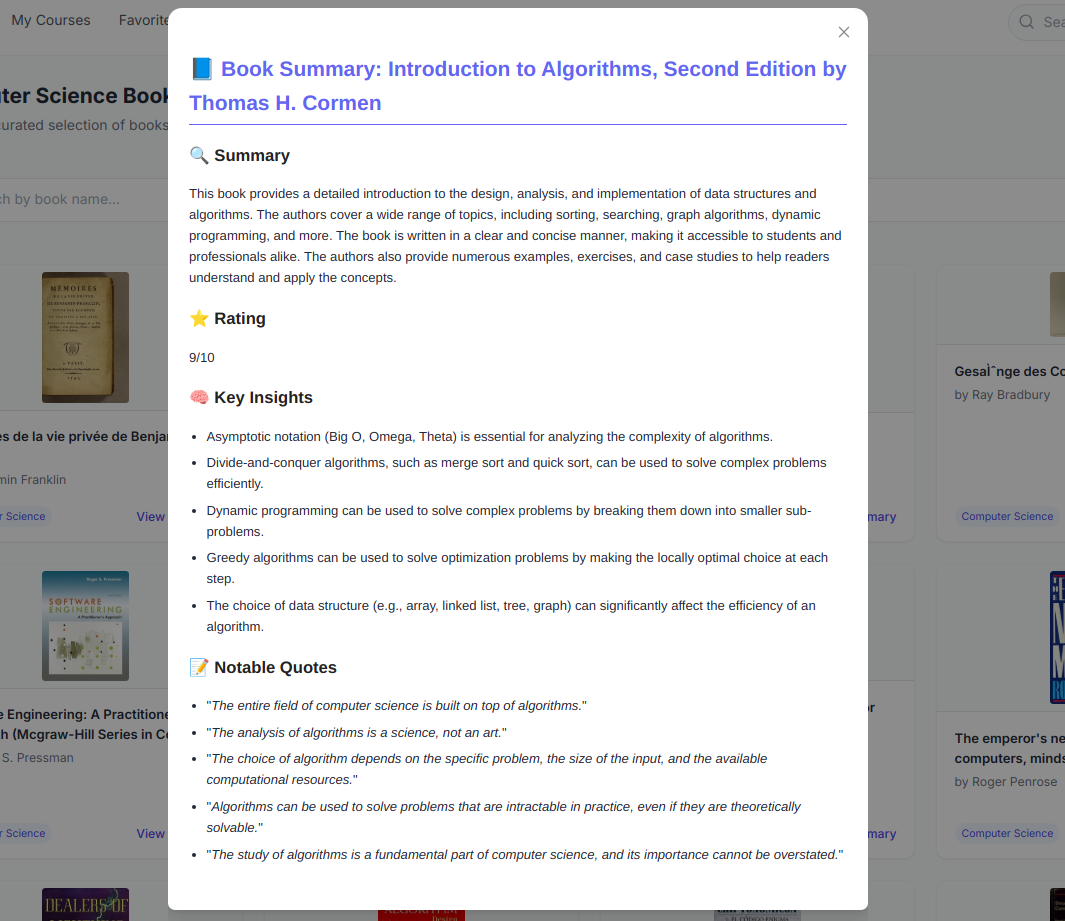 My Courses
Favorite
Sea
ter Science Book
urated selection of books
h by book name...
📘 Book Summary: Introduction to Algorithms, Second Edition by
Thomas H. Cormen
🔍 Summary
This book provides a detailed introduction to the design, analysis, and implementation of data structures and
algorithms. The authors cover a wide range of topics, including sorting, searching, graph algorithms, dynamic
programming, and more. The book is written in a clear and concise manner, making it accessible to students and
professionals alike. The authors also provide numerous examples, exercises, and case studies to help readers
understand and apply the concepts.
⭐ Rating
9/10
🧠 Key Insights
• Asymptotic notation (Big O, Omega, Theta) is essential for analyzing the complexity of algorithms.
• Divide-and-conquer algorithms, such as merge sort and quick sort, can be used to solve complex problems
efficiently.
• Dynamic programming can be used to solve complex problems by breaking them down into smaller sub-
problems.
• Greedy algorithms can be used to solve optimization problems by making the locally optimal choice at each
step.
• The choice of data structure (e.g., array, linked list, tree, graph) can significantly affect the efficiency of an
algorithm.
📝 Notable Quotes
• "The entire field of computer science is built on top of algorithms."
• "The analysis of algorithms is a science, not an art."
• "The choice of algorithm depends on the specific problem, the size of the input, and the available
computational resources."
• "Algorithms can be used to solve problems that are intractable in practice, even if they are theoretically
solvable."
• "The study of algorithms is a fundamental part of computer science, and its importance cannot be overstated."
MEMOIRES
es de la vie privée de Benjar
min Franklin
r Science
View
mary
Gesaì^nge des Co
by Ray Bradbury
Computer Science
Roger S. Pressman
SOFTWARE
ENGINEERING
A Practitioner's Approach
e Engineering: A Practitione
h (Mcgraw-Hill Series in Co
S. Pressman
r Science
View
or
mary
The emperor's ne
computers, minds
by Roger Penrose
Computer Science
DEALERS OF
ALGORITHM
Design